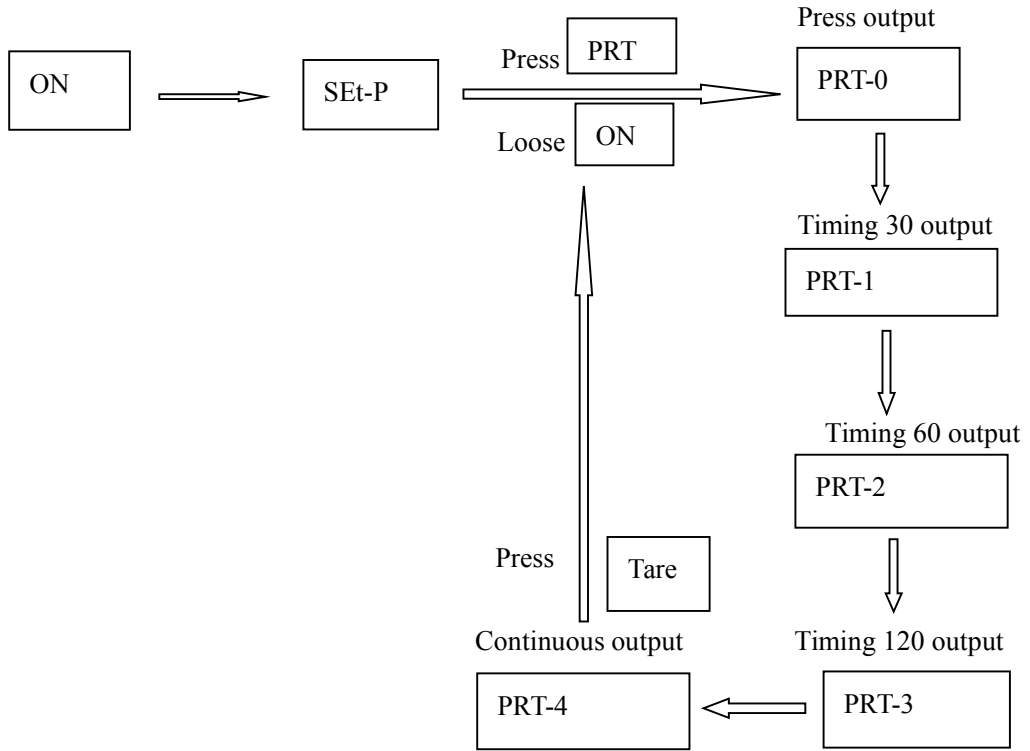 ON
SEt-P
Press
PRT
Loose
ON
Press output
PRT-0
Timing 30 output
PRT-1
Timing 60 output
PRT-2
Timing 120 output
PRT-3
Continuous output
PRT-4
Press
Tare